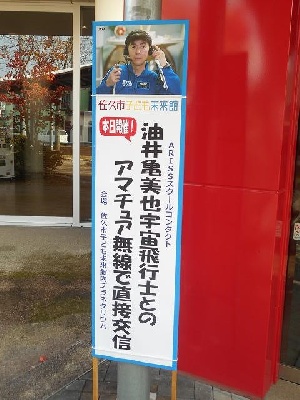 佐久市子ども未来館
本日開催!
ARISSスクールコンタクト
油井亀美也宇宙飛行士との
アマチュア無線で直接交信
会場 佐久市子ども未来館プラネタリウム